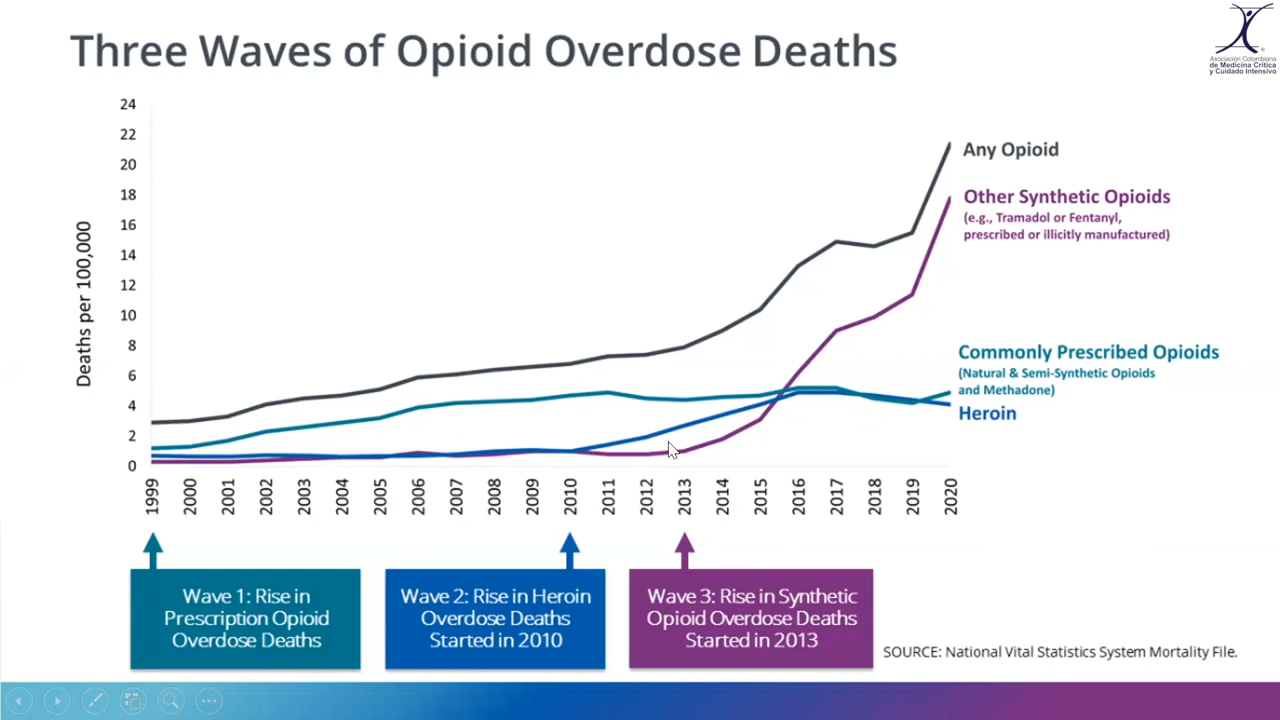 Three Waves of Opioid Overdose Deaths
Asociación Colombiana
de Medicina Crítica
y Cuidado Intensivo
®
24
22
20
18
16
14
12
10
8
6
4
2
0
Deaths per 100,000
Any Opioid
Other Synthetic Opioids
(e.g., Tramadol or Fentanyl,
prescribed or illicitly manufactured)
Commonly Prescribed Opioids
(Natural & Semi-Synthetic Opioids
and Methadone)
Heroin
1999
2000
2001
2002
2003
2004
2005
2006
2007
2008
2009
2010
2011
2012
2013
2014
2015
2016
2017
2018
2019
2020
Wave 1: Rise in
Prescription Opioid
Overdose Deaths
Wave 2: Rise in Heroin
Overdose Deaths
Started in 2010
Wave 3: Rise in Synthetic
Opioid Overdose Deaths
Started in 2013
SOURCE: National Vital Statistics System Mortality File.